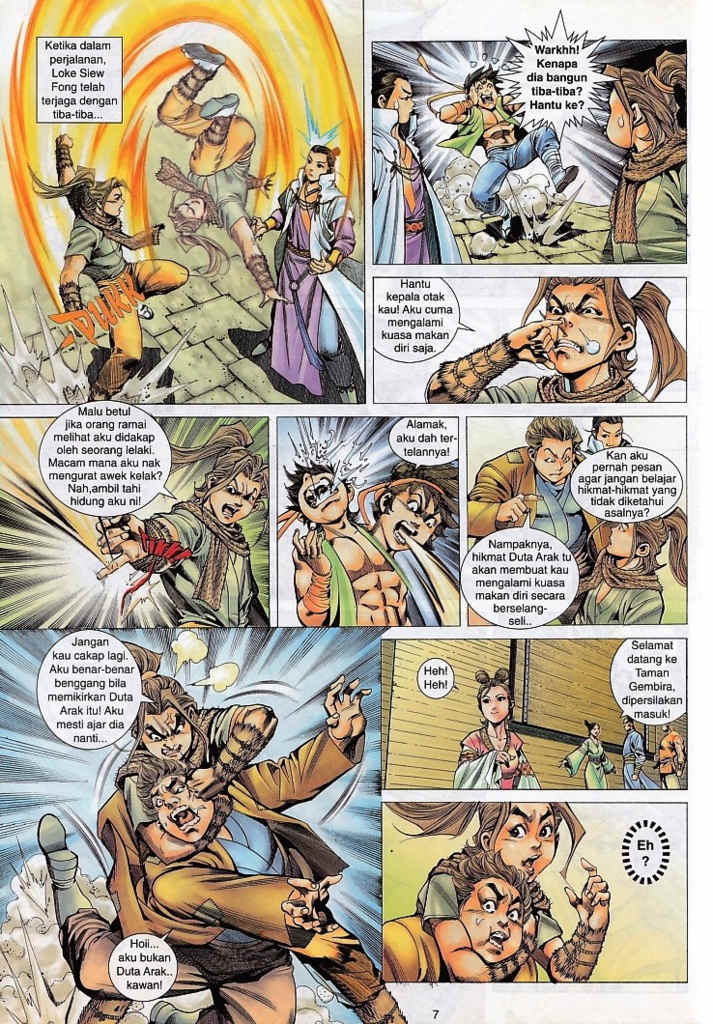 Ketika dalam
perjalanan,
Loke Siew
Fong telah
terjaga dengan
tiba-tiba...
DURR
Warkhh!
Kenapa
dia bangun
tiba-tiba?
Hantu ke?
Hantu
kepala otak
kau! Aku cuma
mengalami
kuasa makan
diri saja.
Malu betul
jika orang ramai
melihat aku didakap
oleh seorang lelaki.
Macam mana aku nak
mengurat awek kelak?
Nah,ambil tahi
hidung aku ni!
Alamak,
aku dah ter-
telannya!
Kan aku
pernah pesan
agar jangan belajar
hikmat-hikmat yang
tidak diketahui
asalnya?
Nampaknya,
hikmat Duta Arak tu
akan membuat kau
mengalami kuasa
makan diri secara
berselang-
seli..
Jangan
kau cakap lagi.
Aku benar-benar
benggang bila
memikirkan Duta
Arak itu! Aku
mesti ajar dia
nanti...
Hoii...
aku bukan
Duta Arak..
kawan!
Heh!
Heh!
Selamat
datang ke
Taman
Gembira,
dipersilakan
masuk!
Eh
?
7